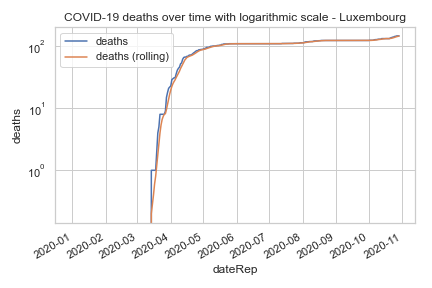 COVID-19 deaths over time with logarithmic scale - Luxembourg
deaths
deaths (rolling)
10²
10¹
10⁰
deaths
2020-01
2020-02
2020-03
2020-04
2020-05
2020-06
2020-07
2020-08
2020-09
2020-10
2020-11
dateRep